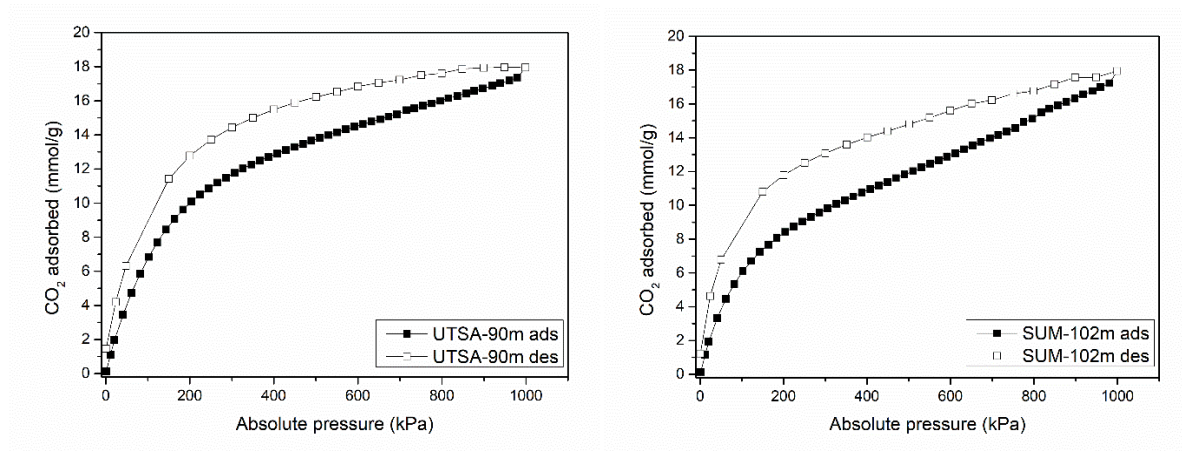 20
18
16
14
12
10
8
6
4
2
0
CO2 adsorbed (mmol/g)
UTSA-90m ads
UTSA-90m des
0 200 400 600 800 1000
Absolute pressure (kPa)
20
18
16
14
12
10
8
6
4
2
0
CO2 adsorbed (mmol/g)
SUM-102m ads
SUM-102m des
0 200 400 600 800 1000
Absolute pressure (kPa)